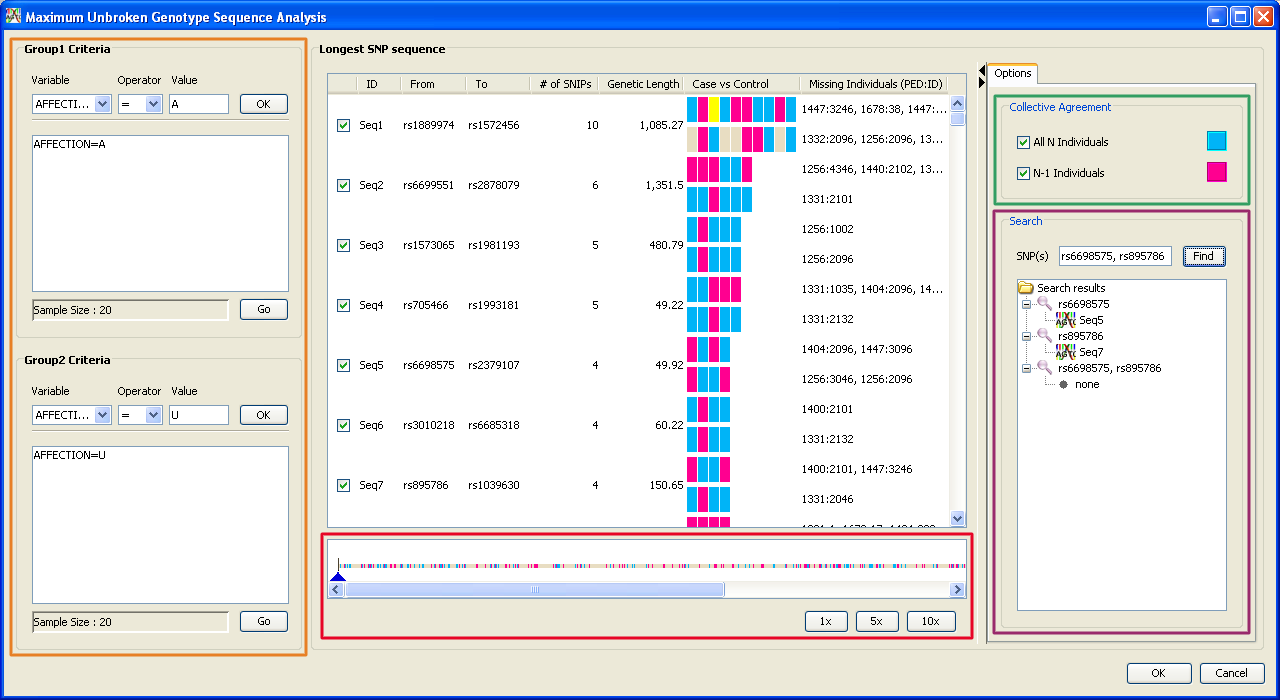 Maximum Unbroken Genotype Sequence Analysis
Group1 Criteria
Variable Operator Value
AFFECTI... = A OK
AFFECTION=A
Sample Size : 20 Go
Group2 Criteria
Variable Operator Value
AFFECTI... = U OK
AFFECTION=U
Sample Size : 20 Go
Longest SNP sequence
ID From To # of SNIPs Genetic Length Case vs Control Missing Individuals (PED:ID)
1447:3246, 1678:38, 1447:...
Seq1 rs1889974 rs1572456 10 1,085.27
1332:2096, 1256:2096, 13...
1256:4346, 1440:2102, 13...
Seq2 rs6699551 rs2878079 6 1,351.5
1331:2101
1256:1002
Seq3 rs1573065 rs1981193 5 480.79
1256:2096
1331:1035, 1404:2096, 14...
Seq4 rs705466 rs1993181 5 49.22
1331:2132
1404:2096, 1447:3096
Seq5 rs6698575 rs2379107 4 49.92
1256:3046, 1256:2096
1400:2101
Seq6 rs3010218 rs6685318 4 60.22
1331:2132
1400:2101, 1447:3246
Seq7 rs895786 rs1039630 4 150.65
1331:2046
1x 5x 10x
Options
Collective Agreement
All N Individuals
N-1 Individuals
Search
SNP(s) rs6698575, rs895786 Find
Search results
rs6698575
Seq5
rs895786
Seq7
rs6698575, rs895786
none
OK Cancel